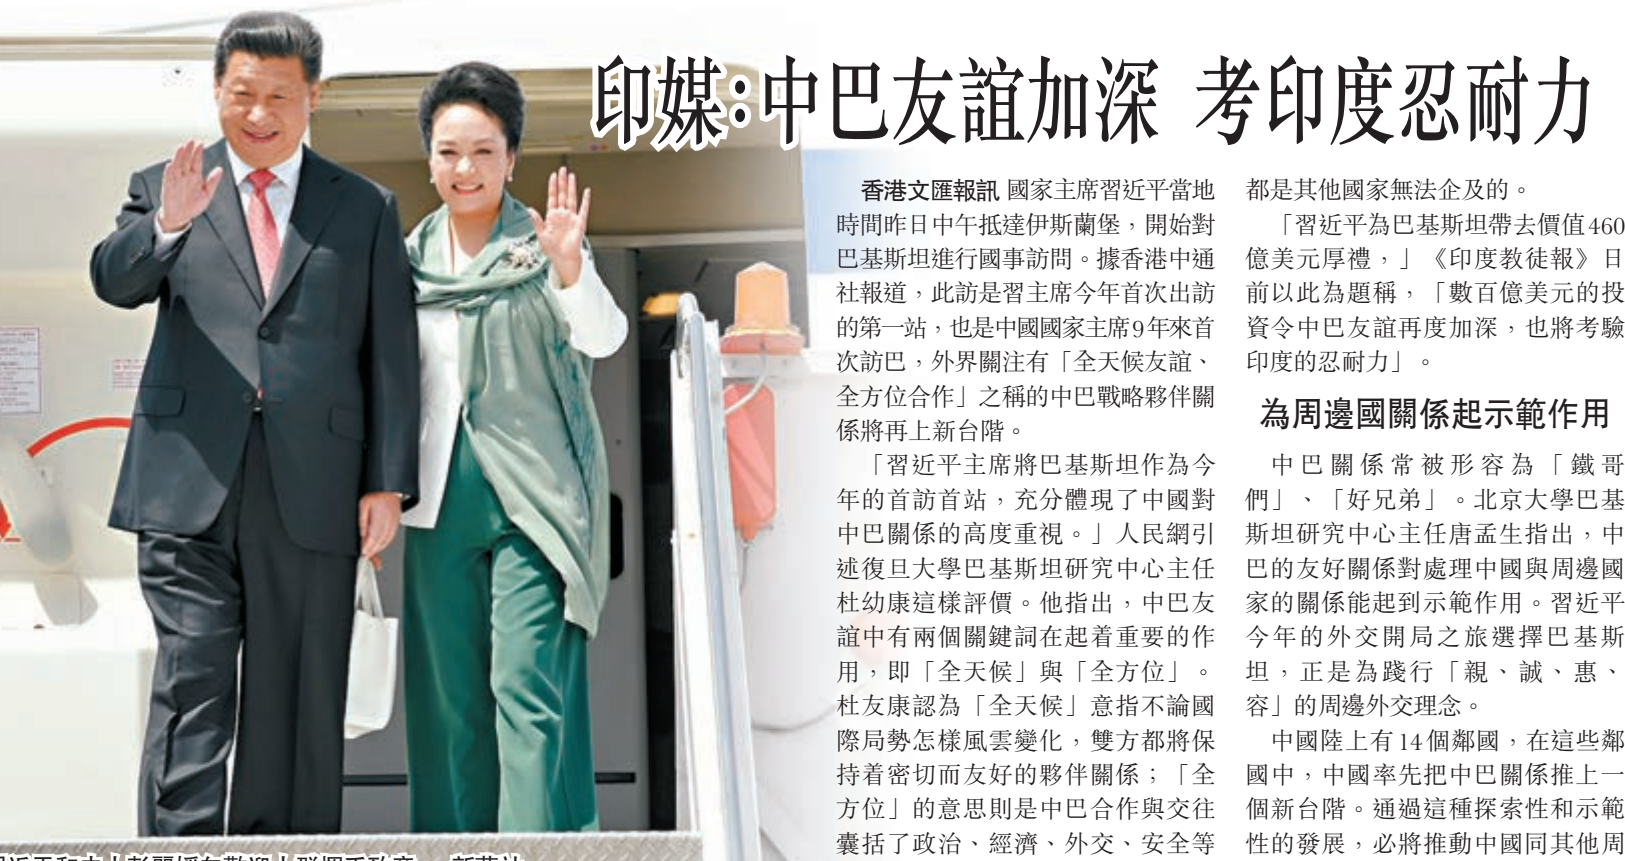 印媒：中巴友誼加深 考印度忍耐力
香港文匯報訊 國家主席習近平當地
時間昨日中午抵達伊斯蘭堡，開始對
巴基斯坦進行國事訪問。據香港中通
社報道，此訪是習主席今年首次出訪
的第一站，也是中國國家主席9年來首
次訪巴，外界關注有「全天候友誼、
全方位合作」之稱的中巴戰略夥伴關
係將再上新台階。
「習近平主席將巴基斯坦作為今
年的首訪首站，充分體現了中國對
中巴關係的高度重視。」人民網引
述復旦大學巴基斯坦研究中心主任
杜幼康這樣評價。他指出，中巴友
誼中有兩個關鍵詞在起着重要的作
用，即「全天候」與「全方位」。
杜友康認為「全天候」意指不論國
際局勢怎樣風雲變化，雙方都將保
持着密切而友好的夥伴關係；「全
方位」的意思則是中巴合作與交往
囊括了政治、經濟、外交、安全等
都是其他國家無法企及的。
「習近平為巴基斯坦帶去價值460
億美元厚禮，」《印度教徒報》日
前以此為題稱，「數百億美元的投
資令中巴友誼再度加深，也將考驗
印度的忍耐力」。
為周邊國關係起示範作用
中巴關係常被形容為「鐵哥
們」、「好兄弟」。北京大學巴基
斯坦研究中心主任唐孟生指出，中
巴的友好關係對處理中國與周邊國
家的關係能起到示範作用。習近平
今年的外交開局之旅選擇巴基斯
坦，正是為踐行「親、誠、惠、
容」的周邊外交理念。
中國陸上有14個鄰國，在這些鄰
國中，中國率先把中巴關係推上一
個新台階。通過這種探索性和示範
性的發展，必將推動中國同其他周